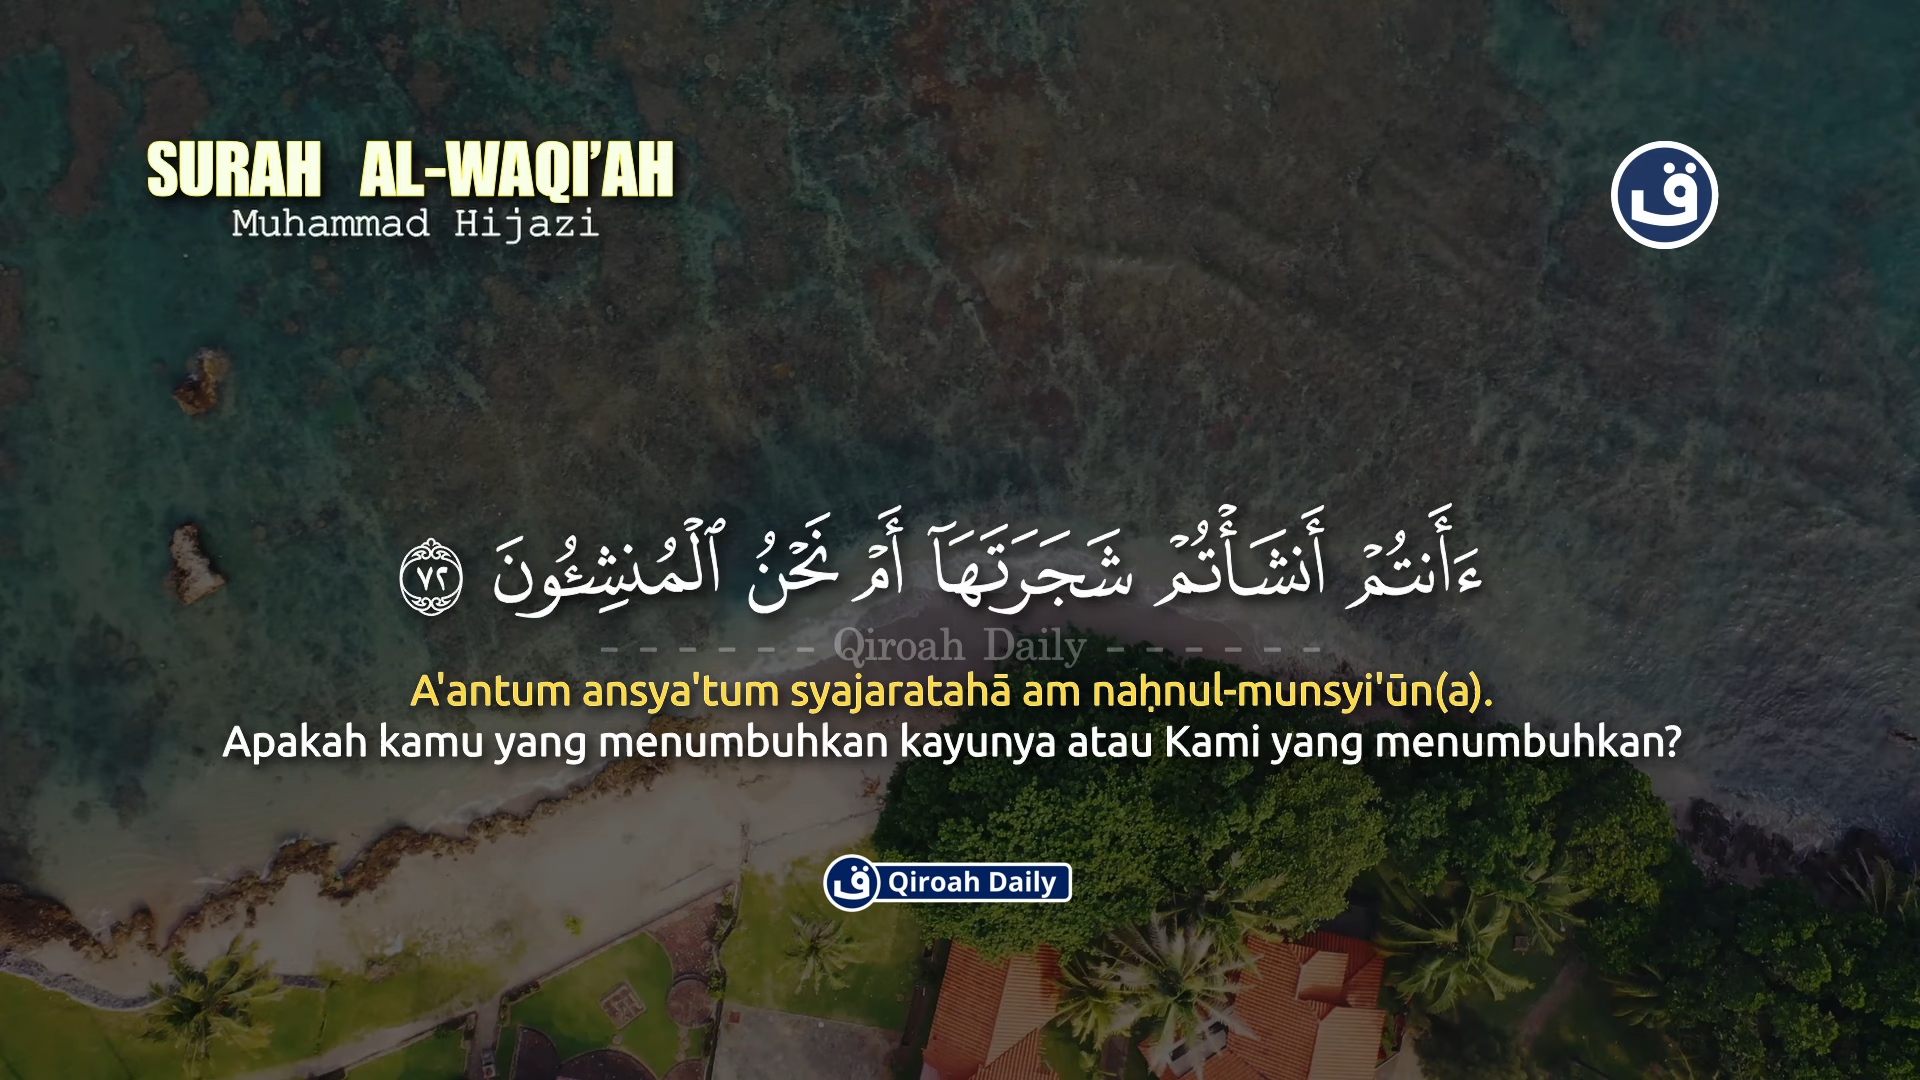 SURAH AL-WAQI’AH
Muhammad Hijazi
ق
ءَأَنتُمْ أَنشَأْتُمْ شَجَرَتَهَآ أَمْ نَحْنُ ٱلْمُنشِـُٔونَ ٧٢
- - - - - - Qiroah Daily - - - - - -
A'antum ansya'tum syajaratahā am naḥnul-munsyi'ūn(a).
Apakah kamu yang menumbuhkan kayunya atau Kami yang menumbuhkan?
ق Qiroah Daily